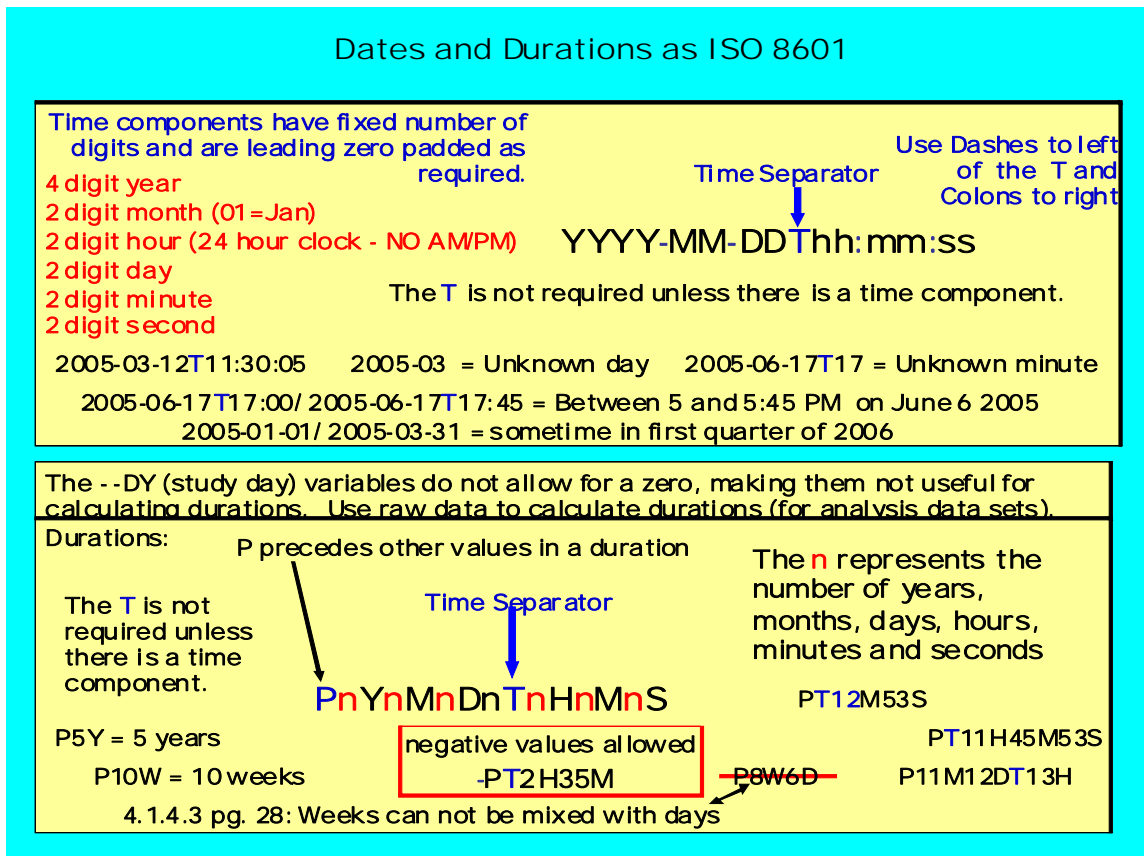 Dates and Durations as ISO 8601
Time components have fixed number of
digits and are leading zero padded as
required.
4 digit year
2 digit month (01=Jan)
2 digit hour (24 hour clock - NO AM/PM)
2 digit day
2 digit minute
2 digit second
Time Separator
Use Dashes to left
of the T and
Colons to right
YYYY-MM-DDThh:mm:ss
The T is not required unless there is a time component.
2005-03-12T11:30:05 2005-03 = Unknown day 2005-06-17T17 = Unknown minute
2005-06-17T17:00/2005-06-17T17:45 = Between 5 and 5:45 PM on June 6 2005
2005-01-01/2005-03-31 = sometime in first quarter of 2006
The --DY (study day) variables do not allow for a zero, making them not useful for
calculating durations. Use raw data to calculate durations (for analysis data sets).
Durations:
P precedes other values in a duration
The n represents the
number of years,
months, days, hours,
minutes and seconds
The T is not
required unless
there is a time
component.
Time Separator
PnYnMnDnTnHnMnS
PT12M53S
P5Y = 5 years
negative values allowed
PT11H45M53S
P10W = 10 weeks
-PT2H35M
P8W6D
P11M12DT13H
4.1.4.3 pg. 28: Weeks can not be mixed with days